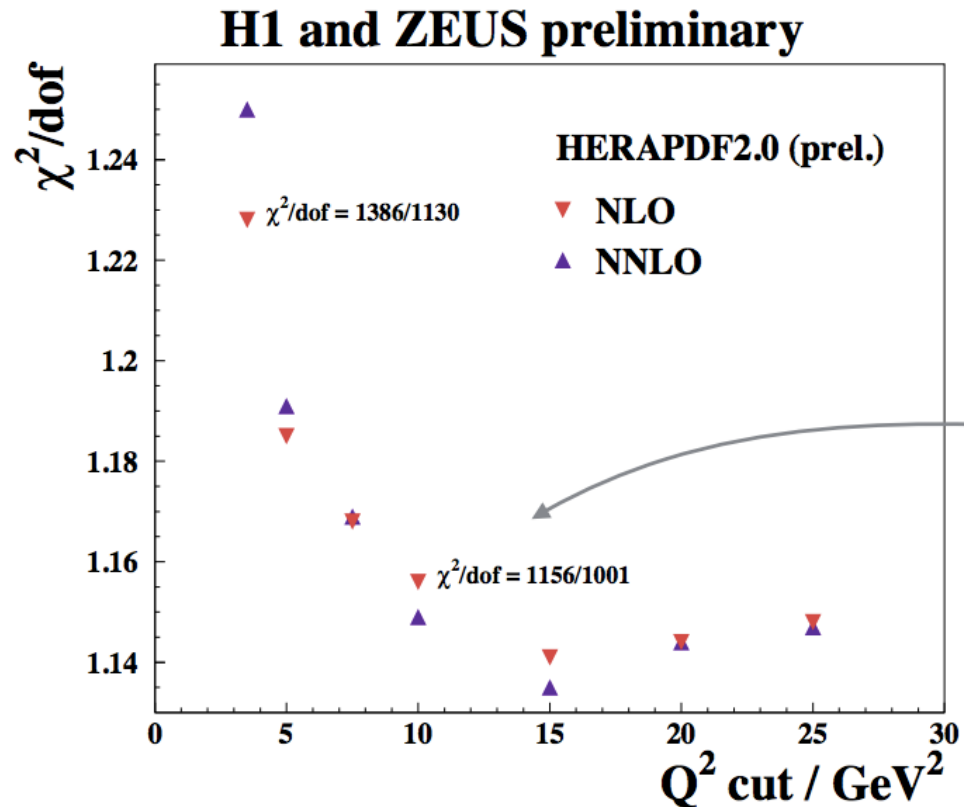 H1 and ZEUS preliminary
χ²/dof
1.24
1.22
1.2
1.18
1.16
1.14
HERAPDF2.0 (prel.)
NLO
NNLO
χ²/dof = 1386/1130
χ²/dof = 1156/1001
0 5 10 15 20 25 30
Q² cut / GeV²